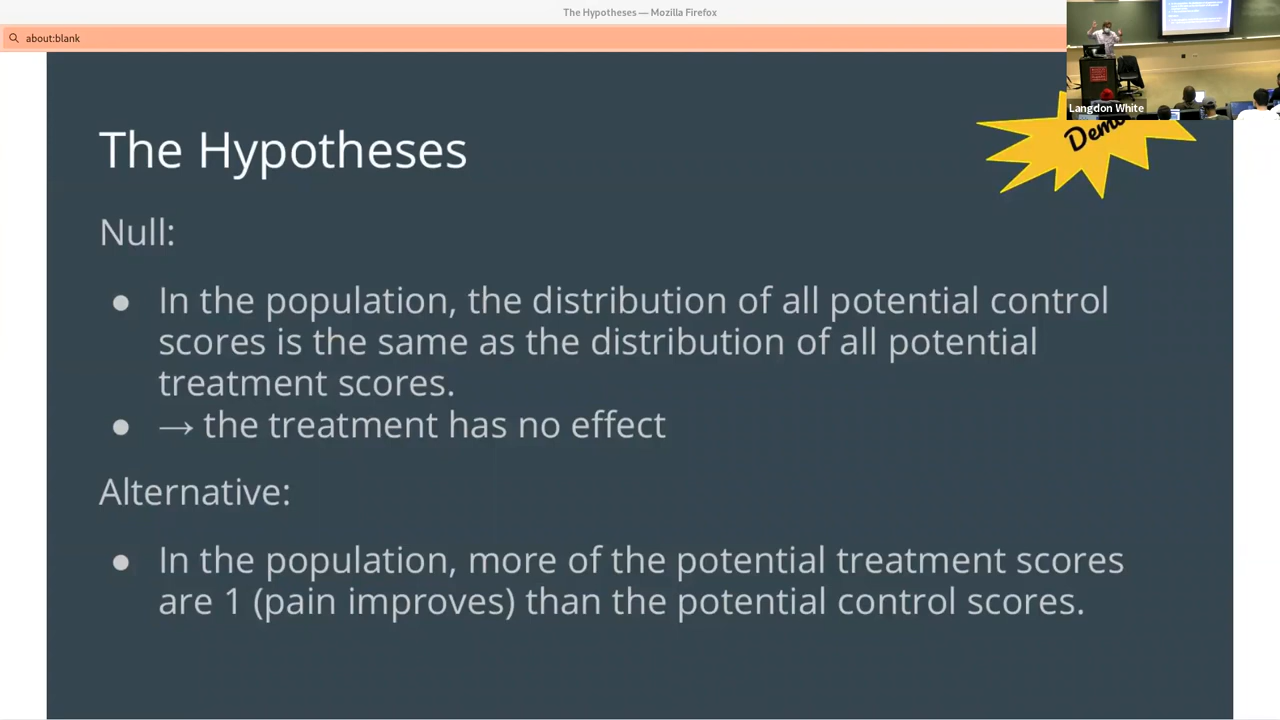 The Hypotheses — Mozilla Firefox
about:blank
Langdon White
Demo
The Hypotheses
Null:
● In the population, the distribution of all potential control
scores is the same as the distribution of all potential
treatment scores.
● → the treatment has no effect
Alternative:
● In the population, more of the potential treatment scores
are 1 (pain improves) than the potential control scores.